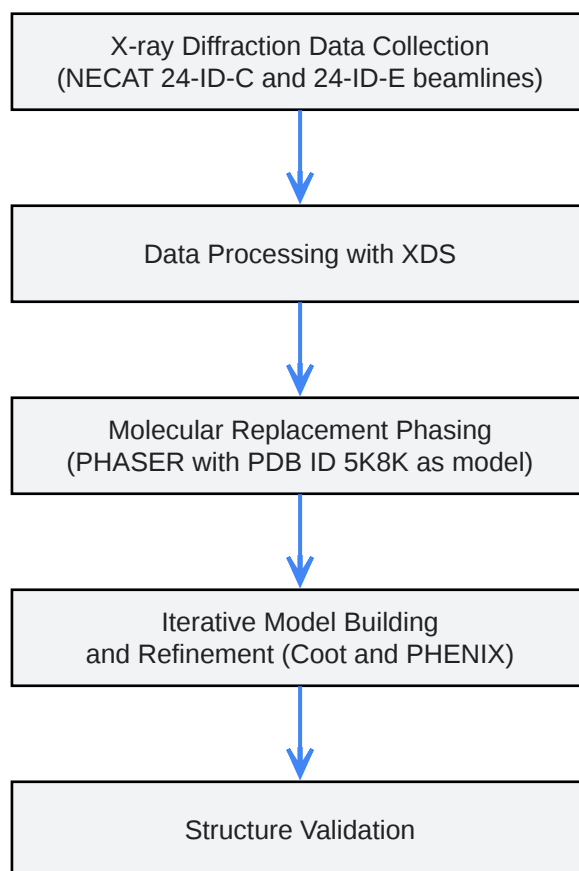 X-ray Diffraction Data Collection
(NECAT 24-ID-C and 24-ID-E beamlines)
Data Processing with XDS
Molecular Replacement Phasing
(PHASER with PDB ID 5K8K as model)
Iterative Model Building
and Refinement (Coot and PHENIX)
Structure Validation